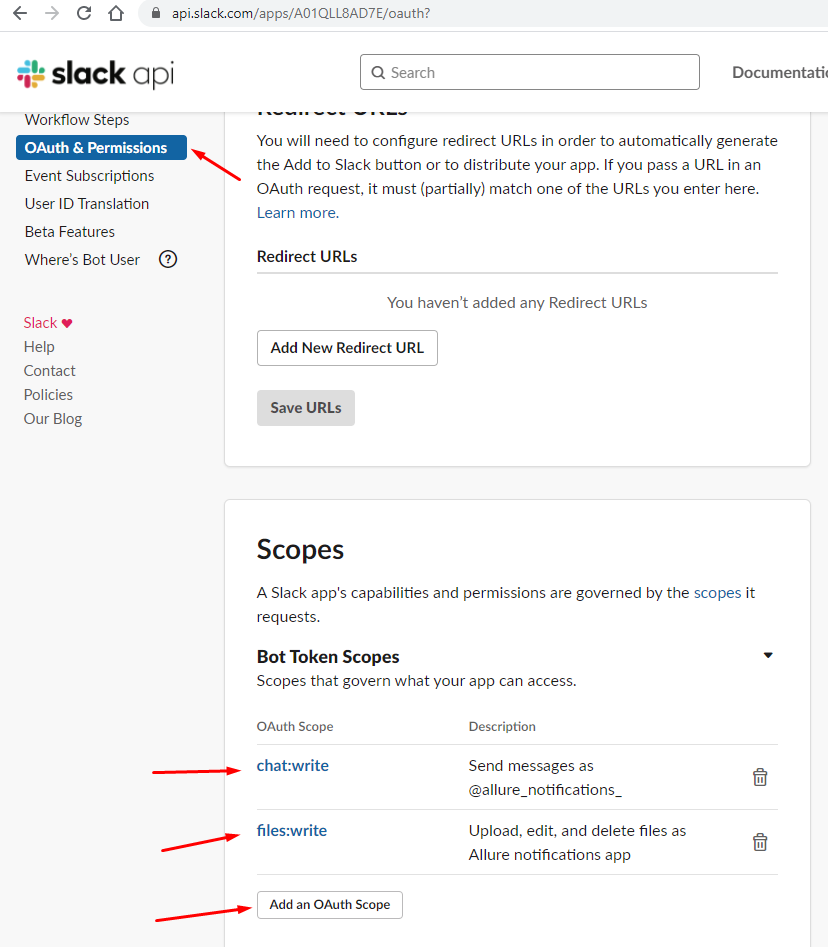 api.slack.com/apps/A01QLL8AD7E/oauth?
slack api
Search
Documentatio
Workflow Steps
OAuth & Permissions
Event Subscriptions
User ID Translation
Beta Features
Where's Bot User ?
Slack
Help
Contact
Policies
Our Blog
Redirect URLs
You will need to configure redirect URLs in order to automatically generate
the Add to Slack button or to distribute your app. If you pass a URL in an
OAuth request, it must (partially) match one of the URLs you enter here.
Learn more.
Redirect URLs
You haven't added any Redirect URLs
Add New Redirect URL
Save URLs
Scopes
A Slack app's capabilities and permissions are governed by the scopes it
requests.
Bot Token Scopes
Scopes that govern what your app can access.
OAuth Scope Description
chat:write Send messages as
@allure_notifications_
files:write Upload, edit, and delete files as
Allure notifications app
Add an OAuth Scope